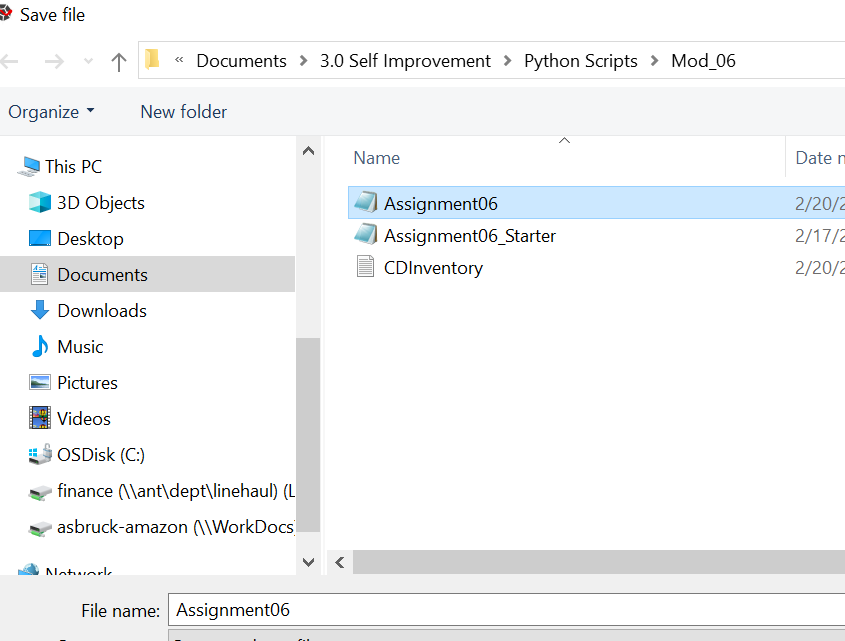 Save file
« Documents > 3.0 Self Improvement > Python Scripts > Mod_06
Organize New folder
This PC
3D Objects
Desktop
Documents
Downloads
Music
Pictures
Videos
OSDisk (C:)
finance (\\ant\dept\linehaul) (L
asbruck-amazon (\\WorkDocs
Network
Name Date
Assignment06 2/20/2
Assignment06_Starter 2/17/2
CDInventory 2/20/2
File name: Assignment06